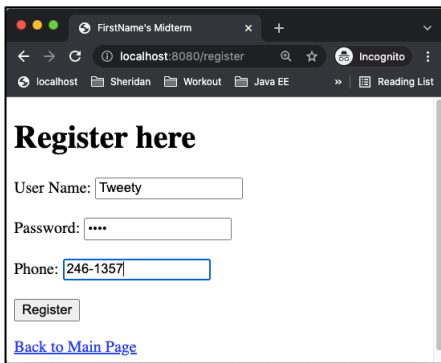 FirstName's Midterm
localhost:8080/register
Incognito
localhost Sheridan Workout Java EE » Reading List
Register here
User Name: Tweety
Password: ••••
Phone: 246-1357
Register
Back to Main Page